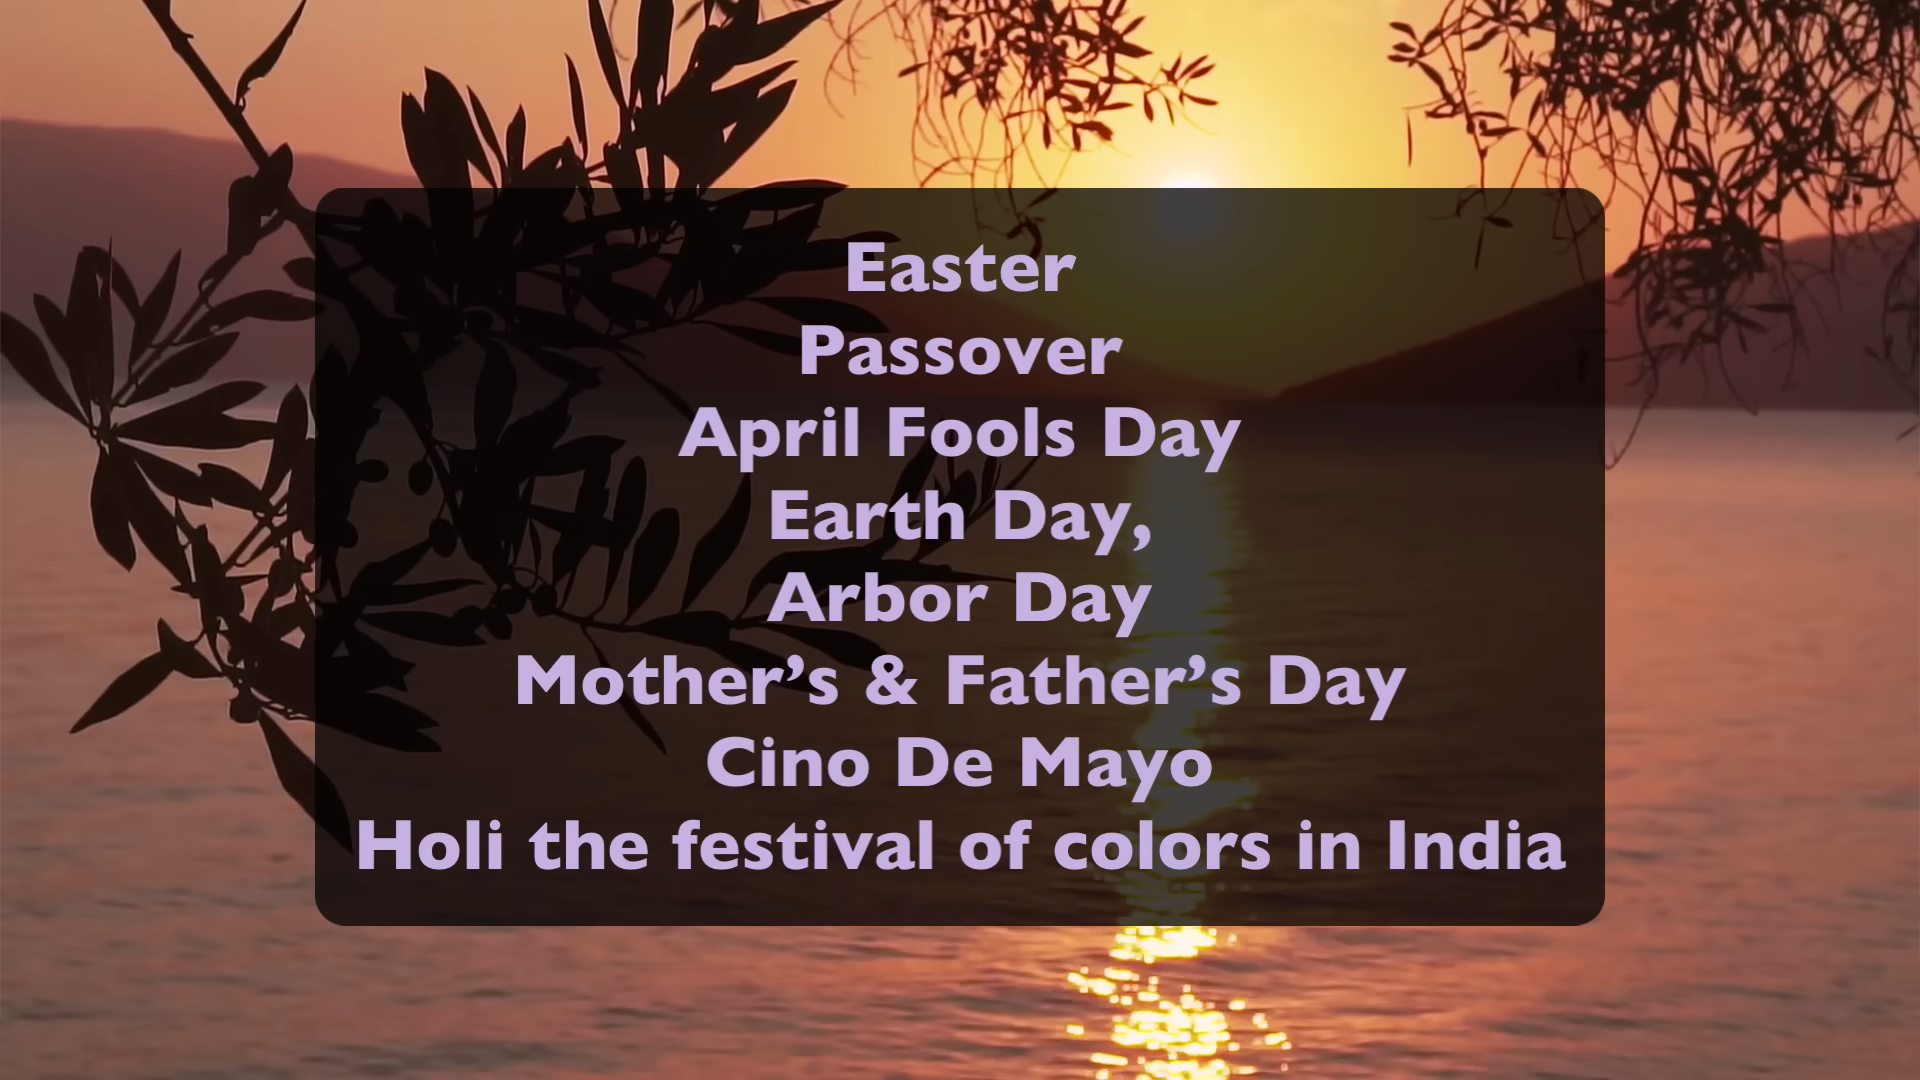 Easter
Passover
April Fools Day
Earth Day,
Arbor Day
Mother’s & Father’s Day
Cino De Mayo
Holi the festival of colors in India